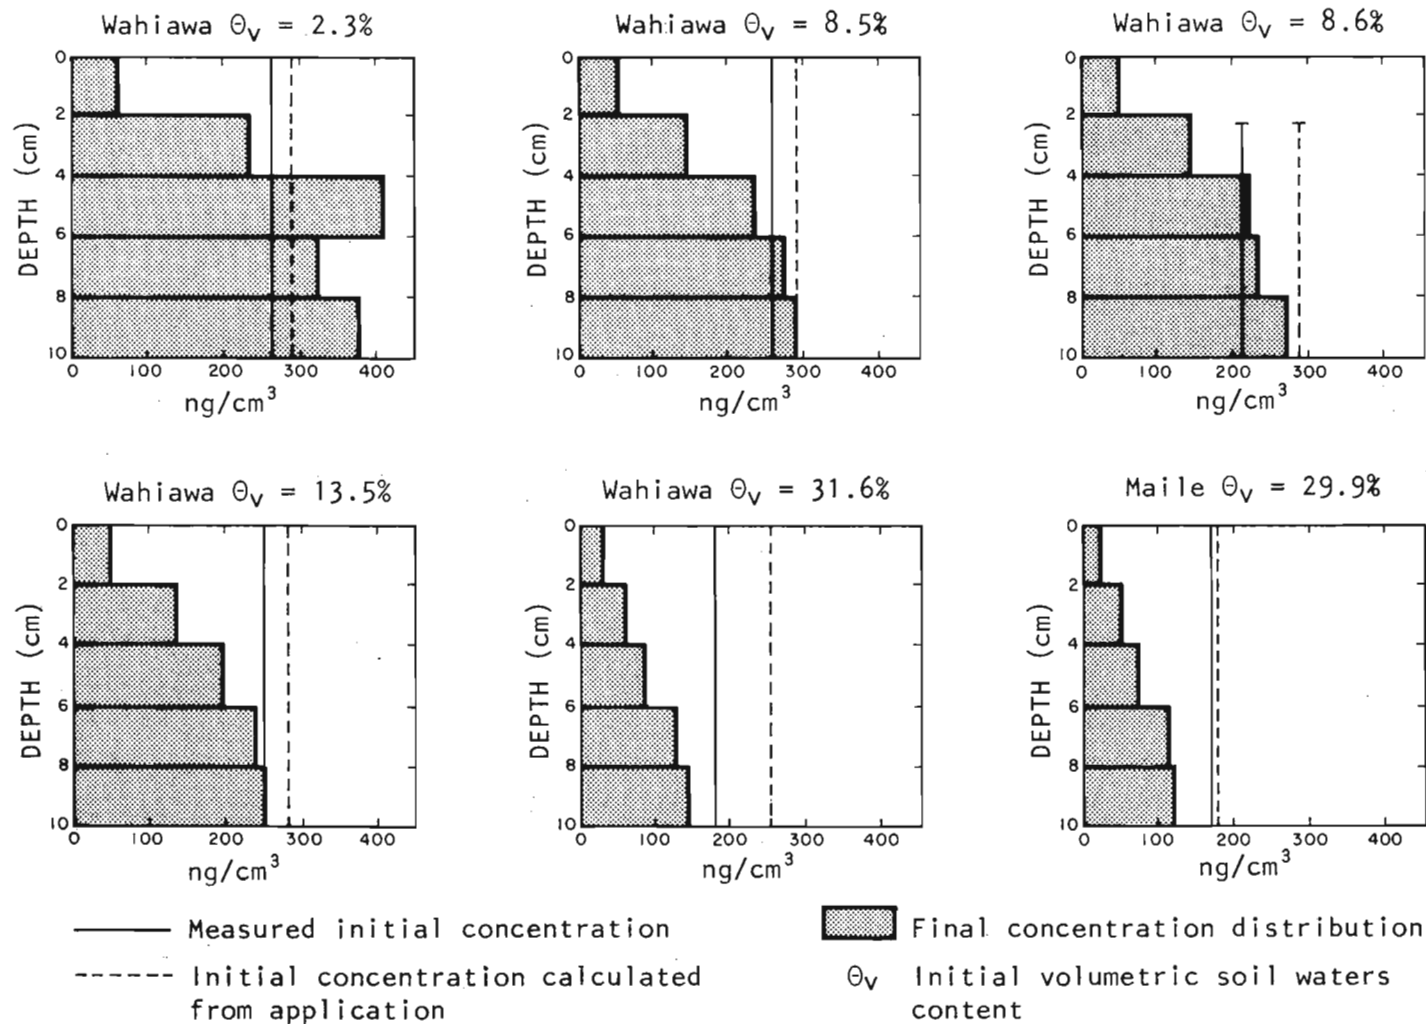 Wahiawa Θv = 2.3%
Wahiawa Θv = 8.5%
Wahiawa Θv = 8.6%
DEPTH (cm)
0
2
4
6
8
10
0 100 200 300 400
ng/cm³
DEPTH (cm)
0
2
4
6
8
10
0 100 200 300 400
ng/cm³
DEPTH (cm)
0
2
4
6
8
10
0 100 200 300 400
ng/cm³
Wahiawa Θv = 13.5%
Wahiawa Θv = 31.6%
Maile Θv = 29.9%
DEPTH (cm)
0
2
4
6
8
10
0 100 200 300 400
ng/cm³
DEPTH (cm)
0
2
4
6
8
10
0 100 200 300 400
ng/cm³
DEPTH (cm)
0
2
4
6
8
10
0 100 200 300 400
ng/cm³
Measured initial concentration
Initial concentration calculated
from application
Final concentration distribution
Θv Initial volumetric soil waters
content